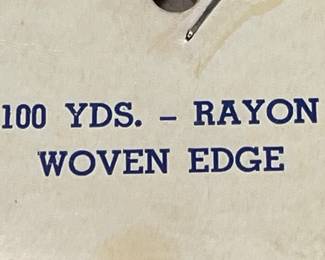 100 YDS. – RAYON
WOVEN EDGE